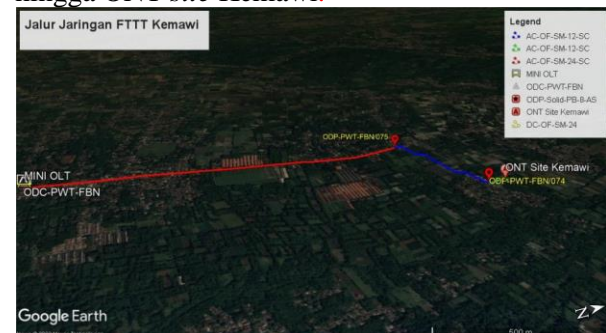 hingga ONT site Kemawi.
Jalur Jaringan FTTT Kemawi
Legend
AC-OF-SM-12-SC
AC-OF-SM-12-SC
AC-OF-SM-24-SC
MINI OLT
ODC-PWT-FBN
ODP-Solid-PB-8-AS
ONT Site Kemawi
DC-OF-SM-24
ODP-PWT-FBN/075
ONT Site Kemawi
PWT-FBN/074
MINI OLT
ODC-PWT-FBN
Google Earth
500 m
Z